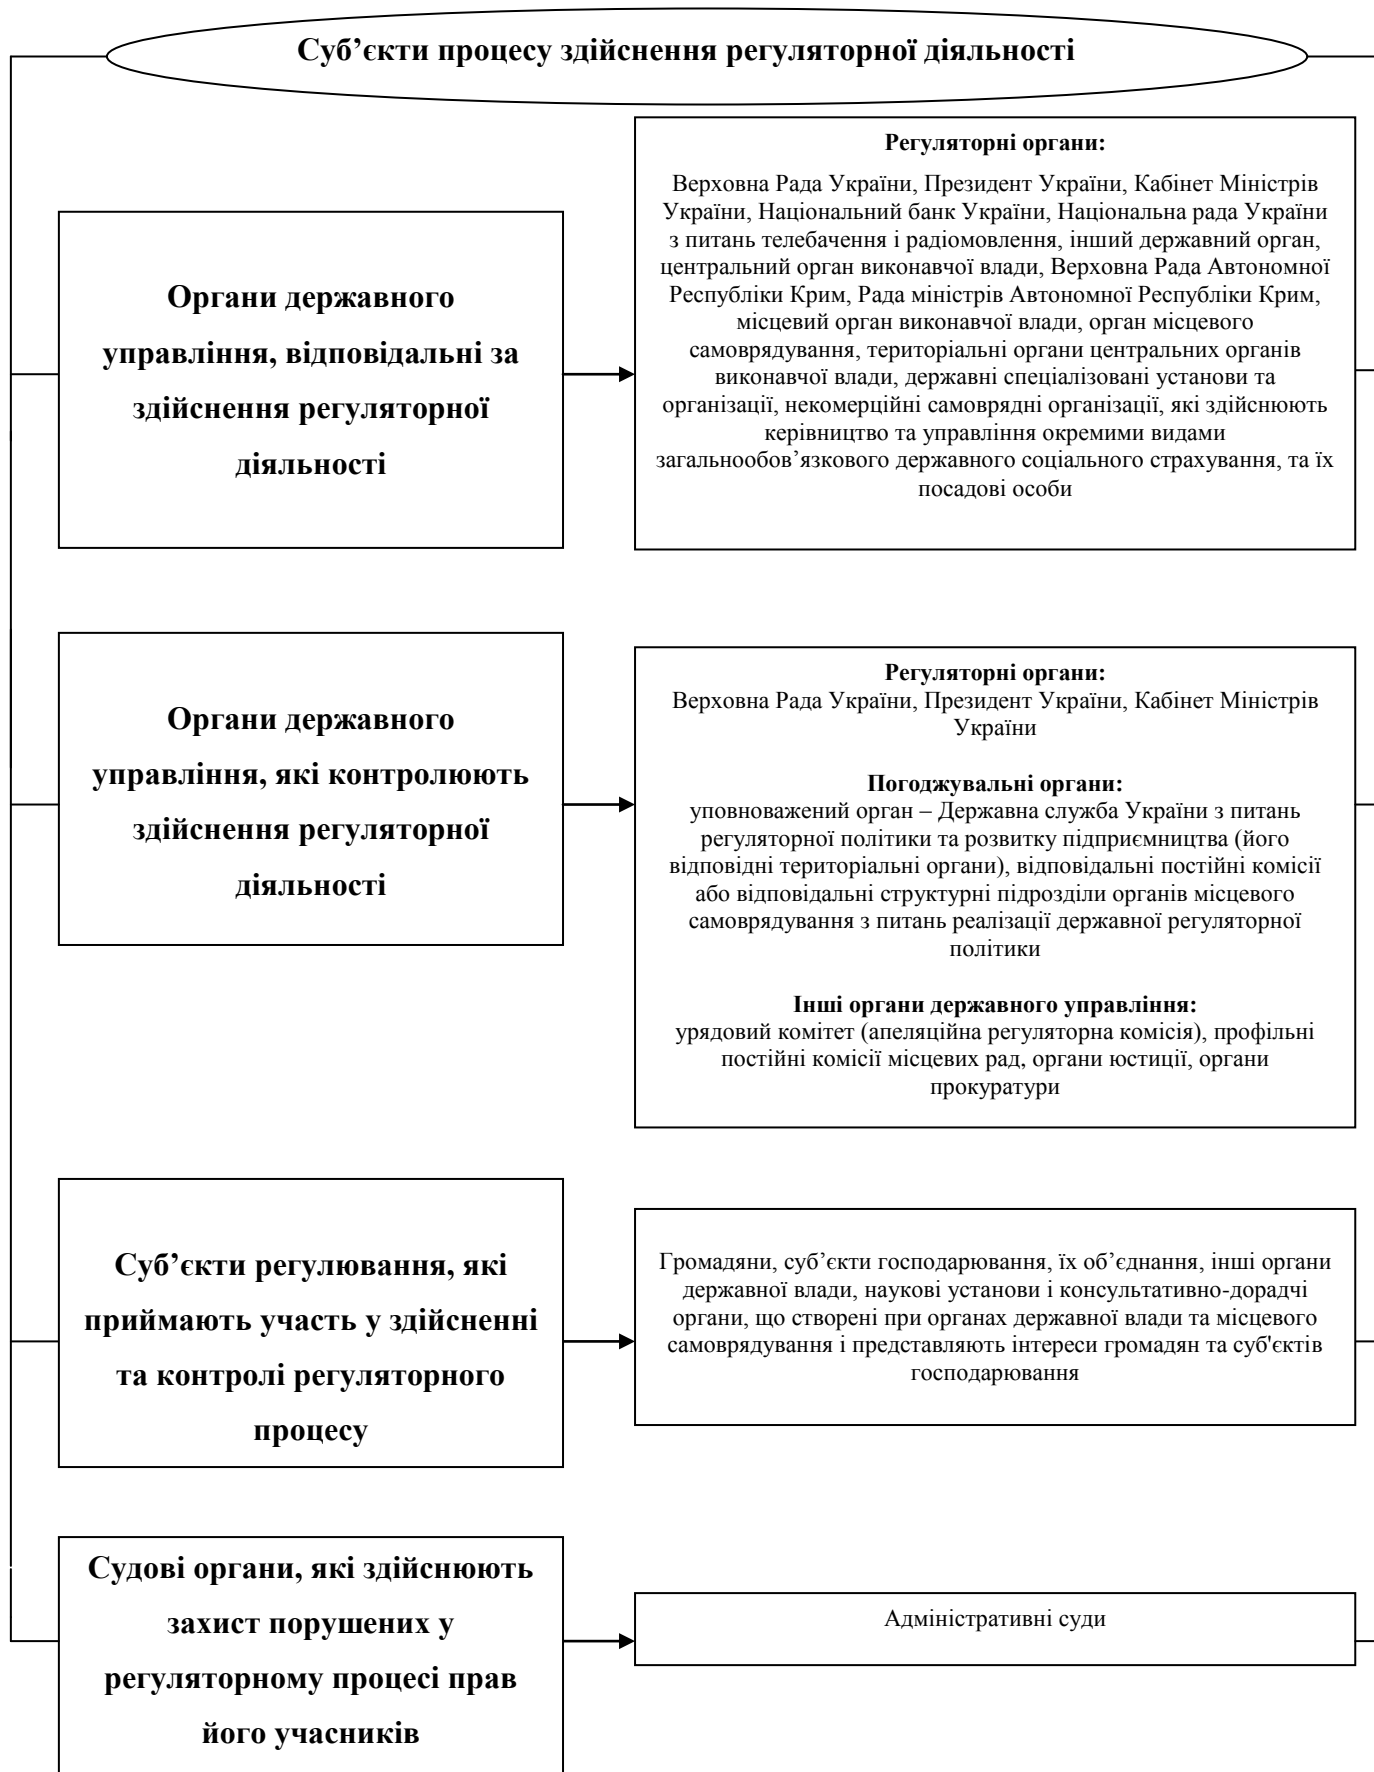 Суб’єкти процесу здійснення регуляторної діяльності
Органи державного
управління, відповідальні за
здійснення регуляторної
діяльності
Регуляторні органи:
Верховна Рада України, Президент України, Кабінет Міністрів
України, Національний банк України, Національна рада України
з питань телебачення і радіомовлення, інший державний орган,
центральний орган виконавчої влади, Верховна Рада Автономної
Республіки Крим, Рада міністрів Автономної Республіки Крим,
місцевий орган виконавчої влади, орган місцевого
самоврядування, територіальні органи центральних органів
виконавчої влади, державні спеціалізовані установи та
організації, некомерційні самоврядні організації, які здійснюють
керівництво та управління окремими видами
загальнообов’язкового державного соціального страхування, та їх
посадові особи
Органи державного
управління, які контролюють
здійснення регуляторної
діяльності
Регуляторні органи:
Верховна Рада України, Президент України, Кабінет Міністрів
України
Погоджувальні органи:
уповноважений орган – Державна служба України з питань
регуляторної політики та розвитку підприємництва (його
відповідні територіальні органи), відповідальні постійні комісії
або відповідальні структурні підрозділи органів місцевого
самоврядування з питань реалізації державної регуляторної
політики
Інші органи державного управління:
урядовий комітет (апеляційна регуляторна комісія), профільні
постійні комісії місцевих рад, органи юстиції, органи
прокуратури
Суб’єкти регулювання, які
приймають участь у здійсненні
та контролі регуляторного
процесу
Громадяни, суб’єкти господарювання, їх об’єднання, інші органи
державної влади, наукові установи і консультативно-дорадчі
органи, що створені при органах державної влади та місцевого
самоврядування і представляють інтереси громадян та суб'єктів
господарювання
Судові органи, які здійснюють
захист порушених у
регуляторному процесі прав
його учасників
Адміністративні суди